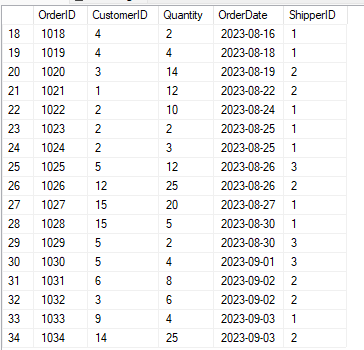 OrderID CustomerID Quantity OrderDate ShipperID
18 1018 4 2 2023-08-16 1
19 1019 4 4 2023-08-18 1
20 1020 3 14 2023-08-19 2
21 1021 1 12 2023-08-22 2
22 1022 2 10 2023-08-24 1
23 1023 2 2 2023-08-25 1
24 1024 2 3 2023-08-25 1
25 1025 5 12 2023-08-26 3
26 1026 12 25 2023-08-26 2
27 1027 15 20 2023-08-27 1
28 1028 15 5 2023-08-30 1
29 1029 5 2 2023-08-30 3
30 1030 5 4 2023-09-01 3
31 1031 6 8 2023-09-02 2
32 1032 3 6 2023-09-02 2
33 1033 9 4 2023-09-03 1
34 1034 14 25 2023-09-03 2